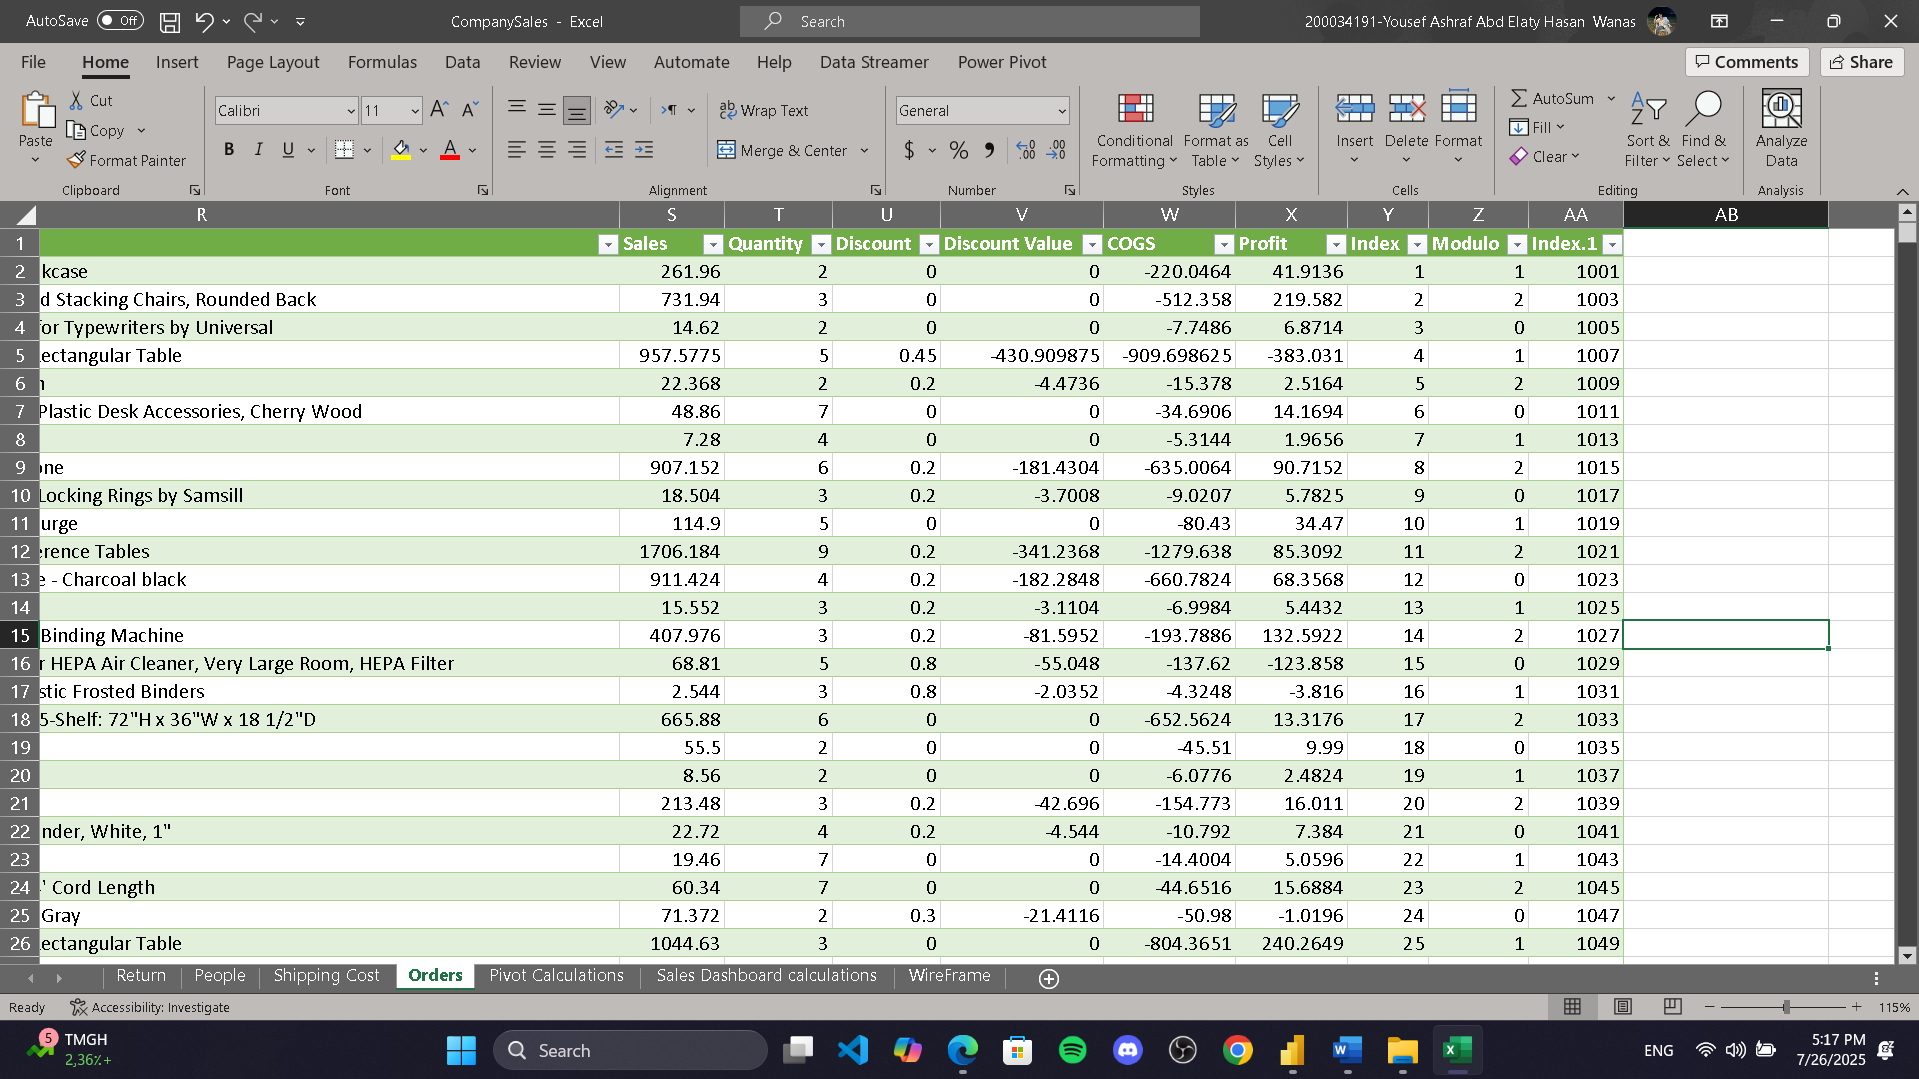 AutoSave Off CompanySales - Excel Search 200034191-Yousef Ashraf Abd Elaty Hasan Wanas
File Home Insert Page Layout Formulas Data Review View Automate Help Data Streamer Power Pivot Comments Share
Paste Cut Copy Format Painter Clipboard
Calibri 11 B I U A Font
ab Wrap Text Merge & Center Alignment
General $ % Number
Conditional Formatting Format as Table Cell Styles Styles
Insert Delete Format Cells
AutoSum Fill Clear Sort & Filter Find & Select Editing
Analyze Data Analysis
R S T U V W X Y Z AA AB
1 Sales Quantity Discount Discount Value COGS Profit Index Modulo Index.1
2 kcase 261.96 2 0 0 -220.0464 41.9136 1 1 1001
3 d Stacking Chairs, Rounded Back 731.94 3 0 0 -512.358 219.582 2 2 1003
4 for Typewriters by Universal 14.62 2 0 0 -7.7486 6.8714 3 0 1005
5 ectangular Table 957.5775 5 0.45 -430.909875 -909.698625 -383.031 4 1 1007
6 22.368 2 0.2 -4.4736 -15.378 2.5164 5 2 1009
7 Plastic Desk Accessories, Cherry Wood 48.86 7 0 0 -34.6906 14.1694 6 0 1011
8 7.28 4 0 0 -5.3144 1.9656 7 1 1013
9 one 907.152 6 0.2 -181.4304 -635.0064 90.7152 8 2 1015
10 Locking Rings by Samsill 18.504 3 0.2 -3.7008 -9.0207 5.7825 9 0 1017
11 urge 114.9 5 0 0 -80.43 34.47 10 1 1019
12 erence Tables 1706.184 9 0.2 -341.2368 -1279.638 85.3092 11 2 1021
13 e - Charcoal black 911.424 4 0.2 -182.2848 -660.7824 68.3568 12 0 1023
14 15.552 3 0.2 -3.1104 -6.9984 5.4432 13 1 1025
15 Binding Machine 407.976 3 0.2 -81.5952 -193.7886 132.5922 14 2 1027
16 r HEPA Air Cleaner, Very Large Room, HEPA Filter 68.81 5 0.8 -55.048 -137.62 -123.858 15 0 1029
17 stic Frosted Binders 2.544 3 0.8 -2.0352 -4.3248 -3.816 16 1 1031
18 5-Shelf: 72"H x 36"W x 18 1/2"D 665.88 6 0 0 -652.5624 13.3176 17 2 1033
19 55.5 2 0 0 -45.51 9.99 18 0 1035
20 8.56 2 0 0 -6.0776 2.4824 19 1 1037
21 213.48 3 0.2 -42.696 -154.773 16.011 20 2 1039
22 nder, White, 1" 22.72 4 0.2 -4.544 -10.792 7.384 21 0 1041
23 19.46 7 0 0 -14.4004 5.0596 22 1 1043
24 ' Cord Length 60.34 7 0 0 -44.6516 15.6884 23 2 1045
25 Gray 71.372 2 0.3 -21.4116 -50.98 -1.0196 24 0 1047
26 ectangular Table 1044.63 3 0 0 -804.3651 240.2649 25 1 1049
Return People Shipping Cost Orders Pivot Calculations Sales Dashboard calculations WireFrame
Ready Accessibility: Investigate 115%
5 TMGH Search ENG 5:17 PM
2,36%+ 7/26/2025